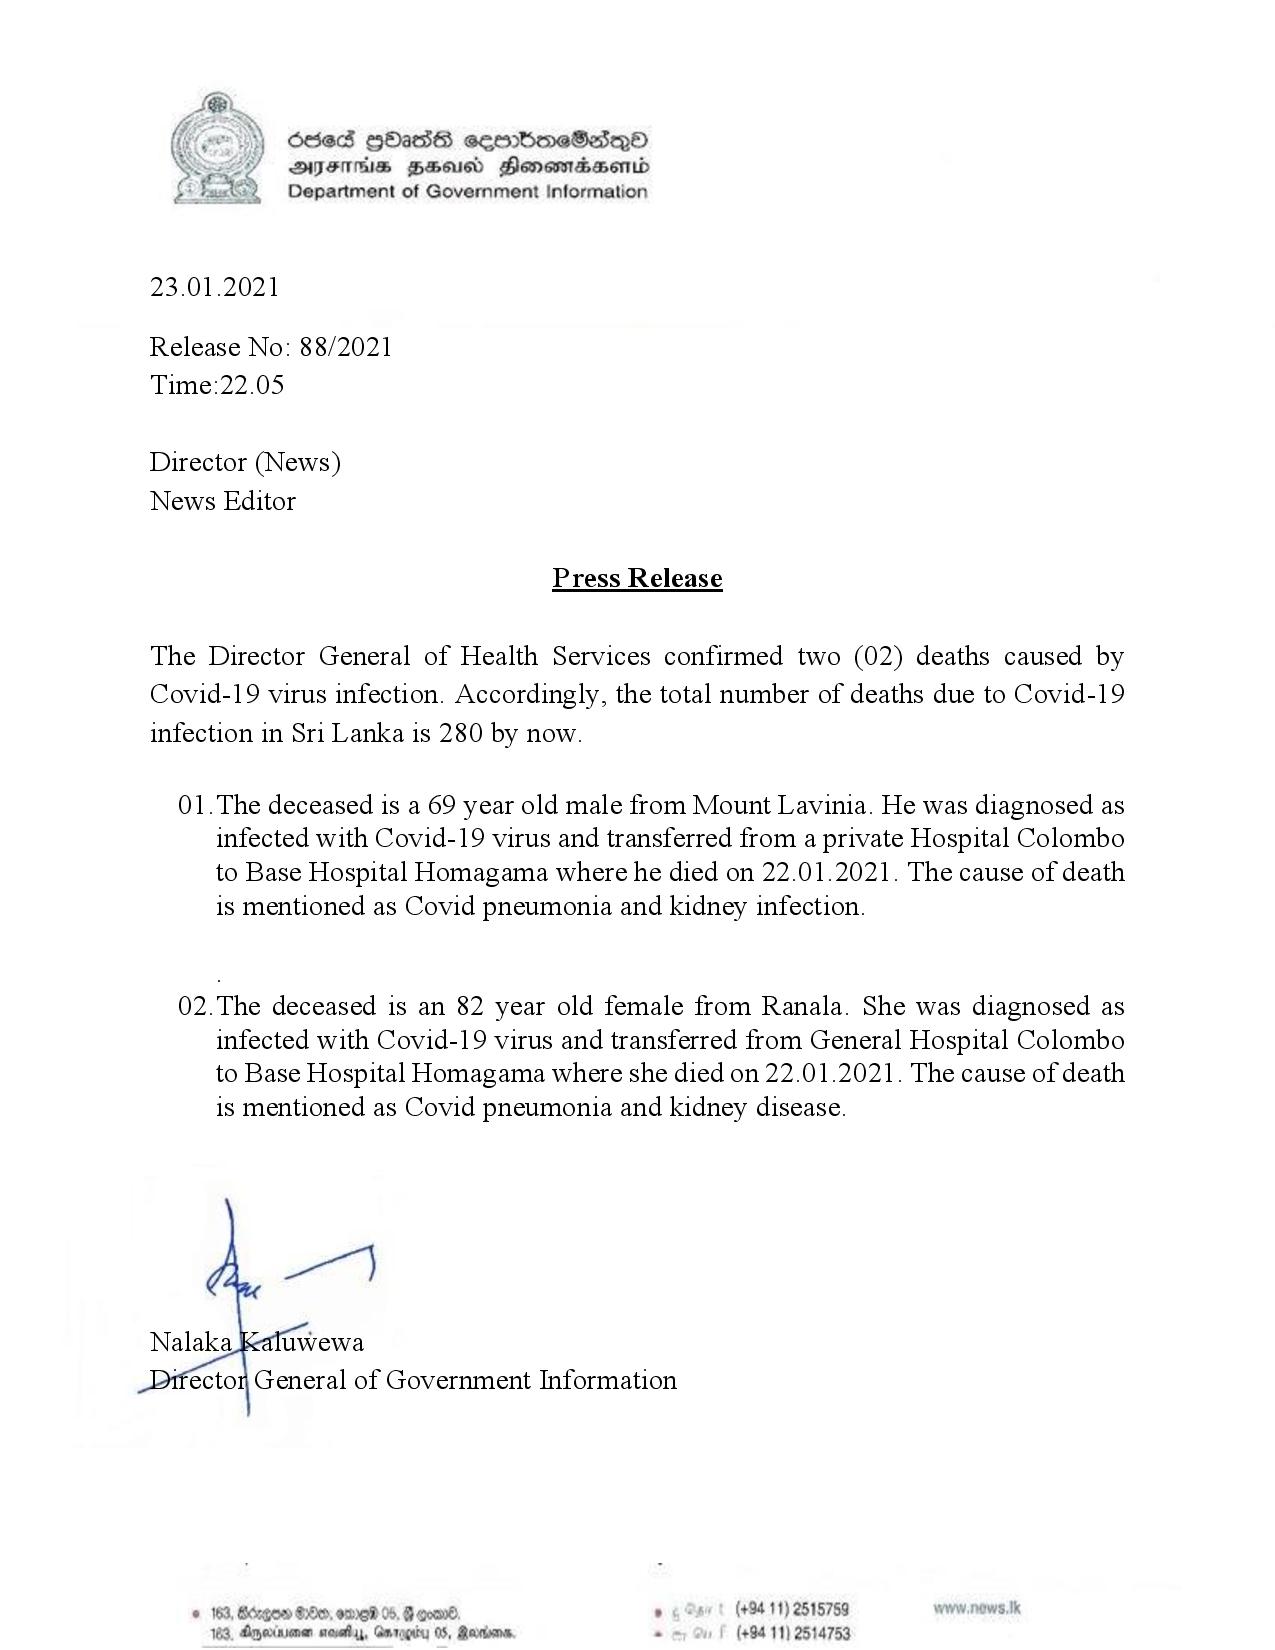 රජයේ ප්‍රවෘත්ති දෙපාර්තමේන්තුව
அரசாங்க தகவல் திணைக்களம்
Department of Government Information
23.01.2021
Release No: 88/2021
Time:22.05
Director (News)
News Editor
Press Release
The Director General of Health Services confirmed two (02) deaths caused by
Covid-19 virus infection. Accordingly, the total number of deaths due to Covid-19
infection in Sri Lanka is 280 by now.
01. The deceased is a 69 year old male from Mount Lavinia. He was diagnosed as
infected with Covid-19 virus and transferred from a private Hospital Colombo
to Base Hospital Homagama where he died on 22.01.2021. The cause of death
is mentioned as Covid pneumonia and kidney infection.
.
02. The deceased is an 82 year old female from Ranala. She was diagnosed as
infected with Covid-19 virus and transferred from General Hospital Colombo
to Base Hospital Homagama where she died on 22.01.2021. The cause of death
is mentioned as Covid pneumonia and kidney disease.
Nalaka Kaluwewa
Director General of Government Information
163, කිරුලපන මාවත, කොළඹ 05, ශ්‍රී ලංකාව.
163, கிருலப்பனை எவனியூ, கொழும்பு 05, இலங்கை.
(+94 11) 2515759
(+94 11) 2514753
www.news.lk